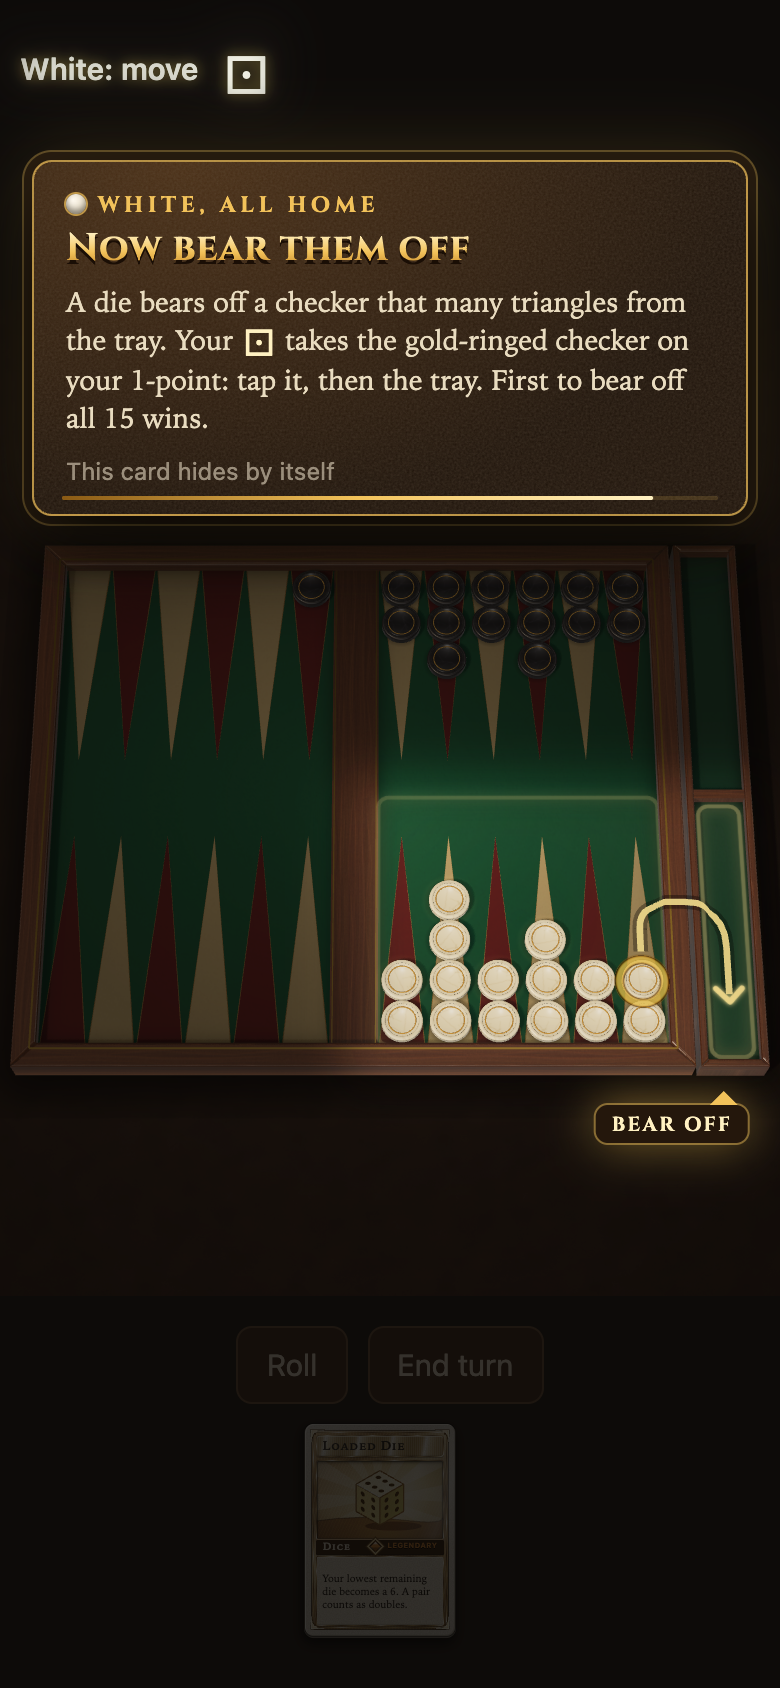 White: move ⚀
WHITE, ALL HOME
NOW BEAR THEM OFF
A die bears off a checker that many triangles from
the tray. Your ⚀ takes the gold-ringed checker on
your 1-point: tap it, then the tray. First to bear off
all 15 wins.
This card hides by itself
BEAR OFF
Roll
End turn
LOADED DIE
DICE
LEGENDARY
Your lowest remaining
die becomes a 6. A pair
counts as doubles.